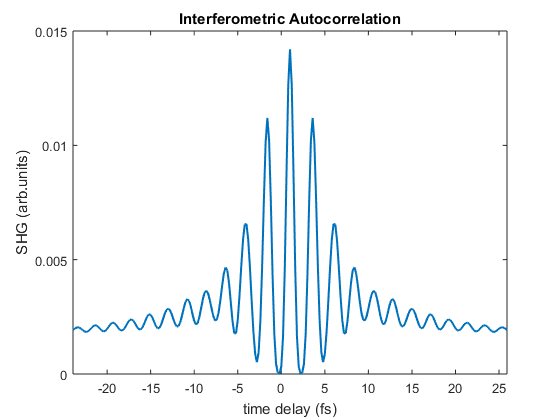 Interferometric Autocorrelation
0.015
0.01
0.005
0
SHG (arb.units)
-20 -15 -10 -5 0 5 10 15 20 25
time delay (fs)